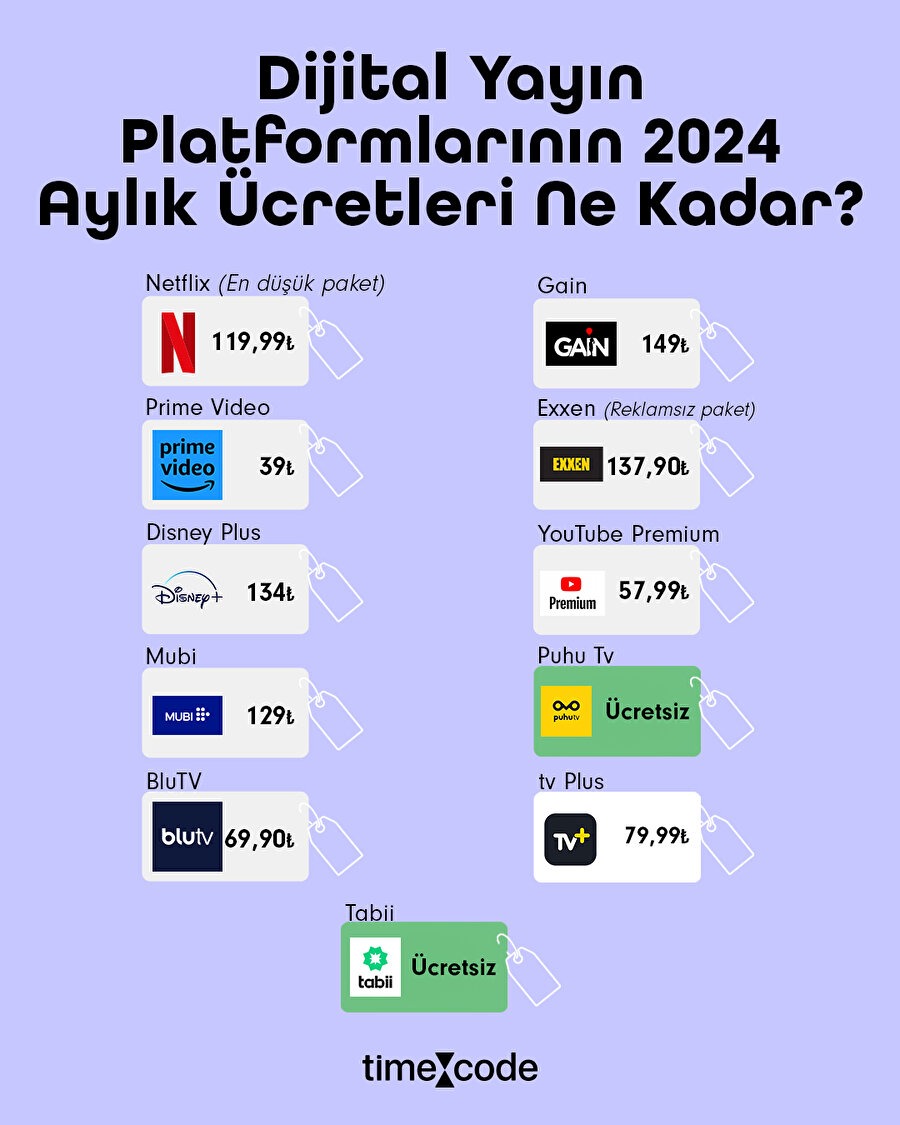 Dijital Yayın
Platformlarının 2024
Aylık Ücretleri Ne Kadar?
Netflix (En düşük paket)
N 119,99₺
Prime Video
prime
video
39₺
Disney Plus
Disney+ 134₺
Mubi
MUBI 129₺
BluTV
blutv 69,90₺
Gain
GAİN 149₺
Exxen (Reklamsız paket)
EXXEN 137,90₺
YouTube Premium
Premium 57,99₺
Puhu Tv
puhutv Ücretsiz
tv Plus
TV+ 79,99₺
Tabii
tabii Ücretsiz
timecode